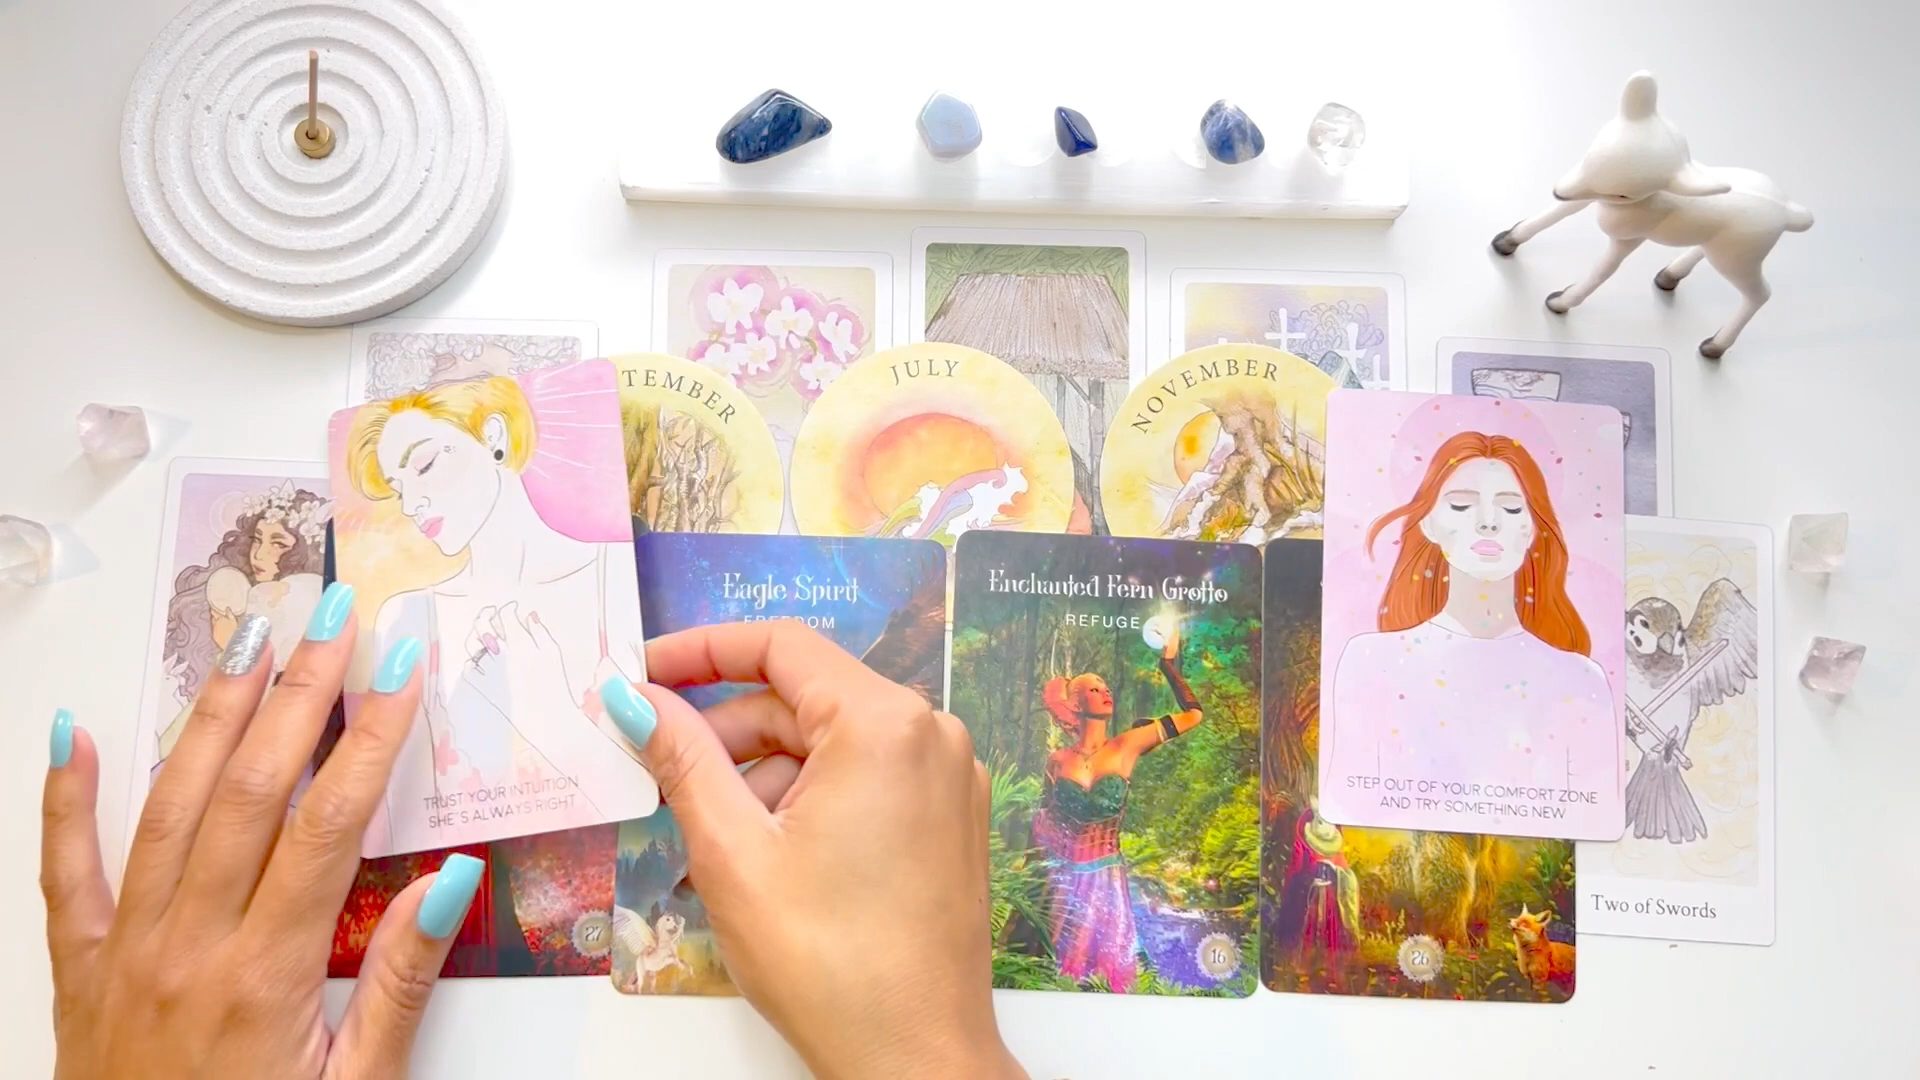 TEMBER
JULY
NOVEMBER
Eagle Spirit
FREEDOM
Enchanted Fern Grotto
REFUGE
TRUST YOUR INTUITION
SHE'S ALWAYS RIGHT
STEP OUT OF YOUR COMFORT ZONE
AND TRY SOMETHING NEW
Two of Swords
27
16
26